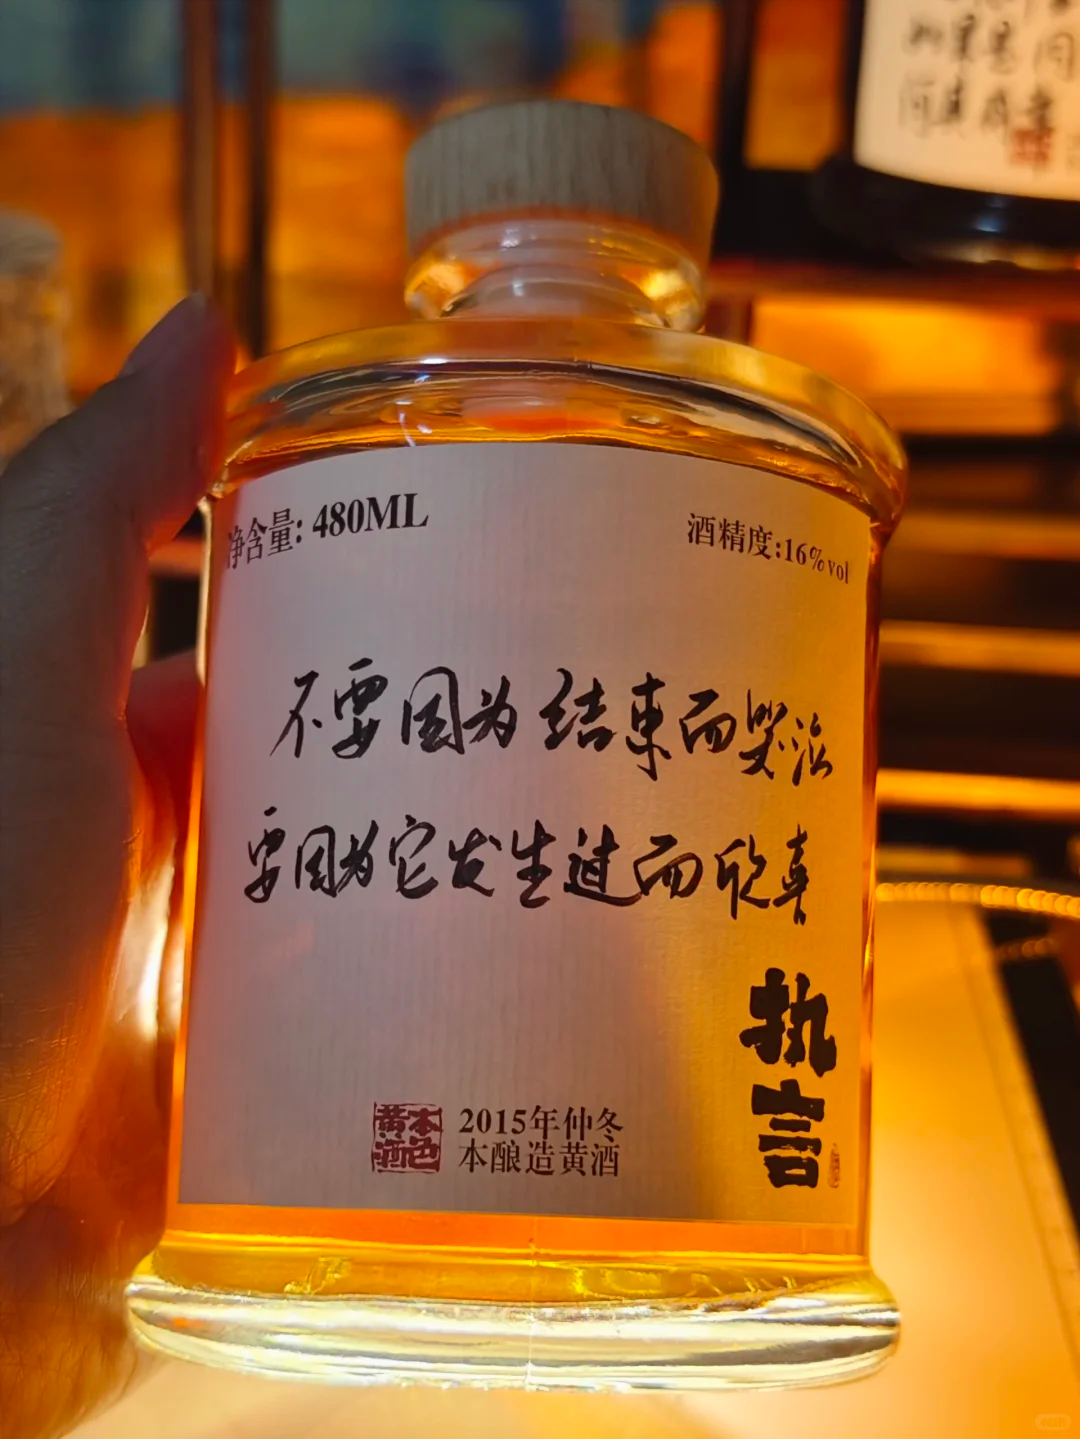 净含量: 480ML
酒精度:16%vol
不要因为结束而哭泣
要因为它发生过而欣喜
执言
本色黄酒
2015年仲冬
本酿造黄酒